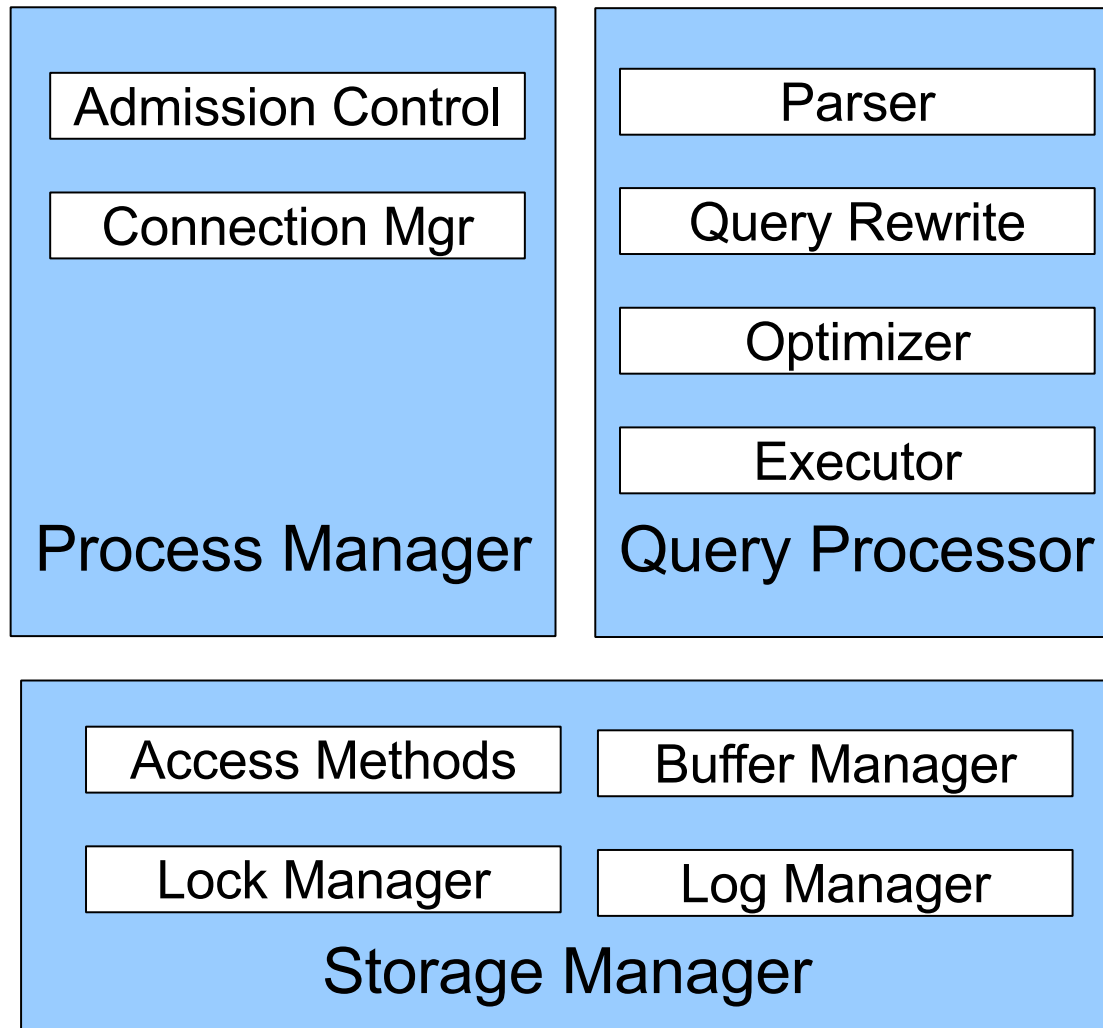 Admission Control
Connection Mgr
Process Manager
Parser
Query Rewrite
Optimizer
Executor
Query Processor
Access Methods
Buffer Manager
Lock Manager
Log Manager
Storage Manager